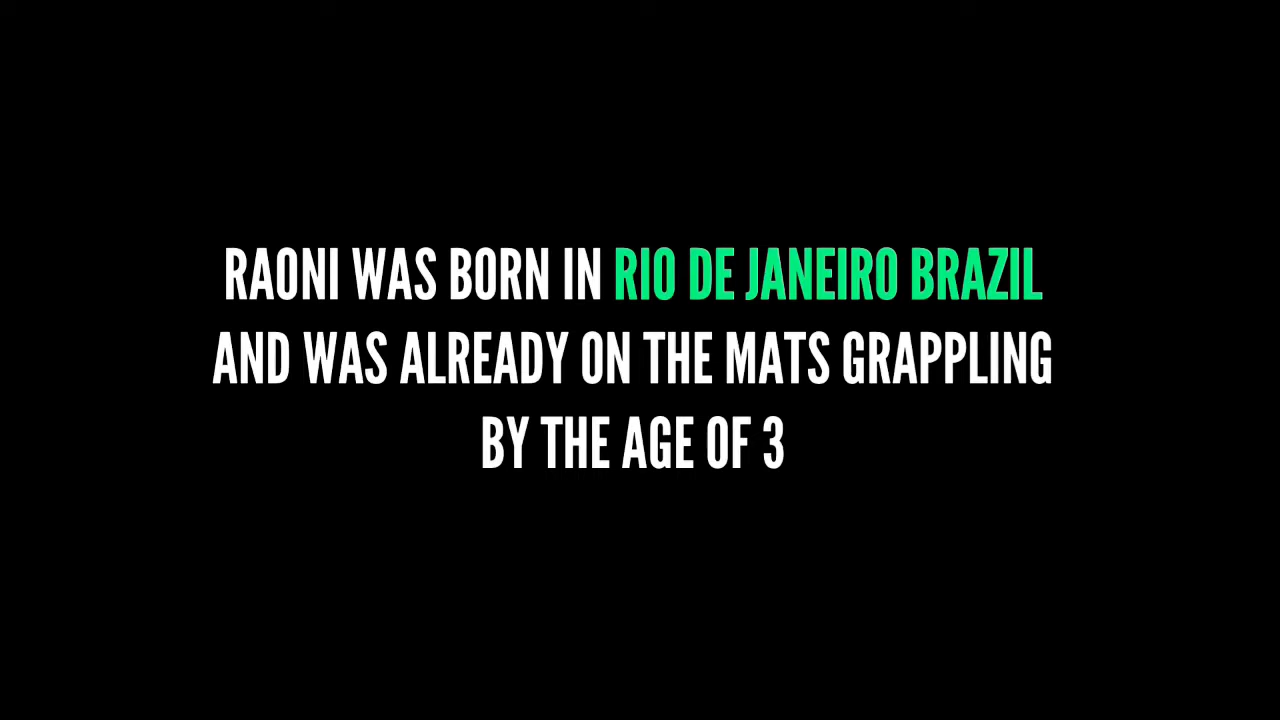 RAONI WAS BORN IN RIO DE JANEIRO BRAZIL
AND WAS ALREADY ON THE MATS GRAPPLING
BY THE AGE OF 3